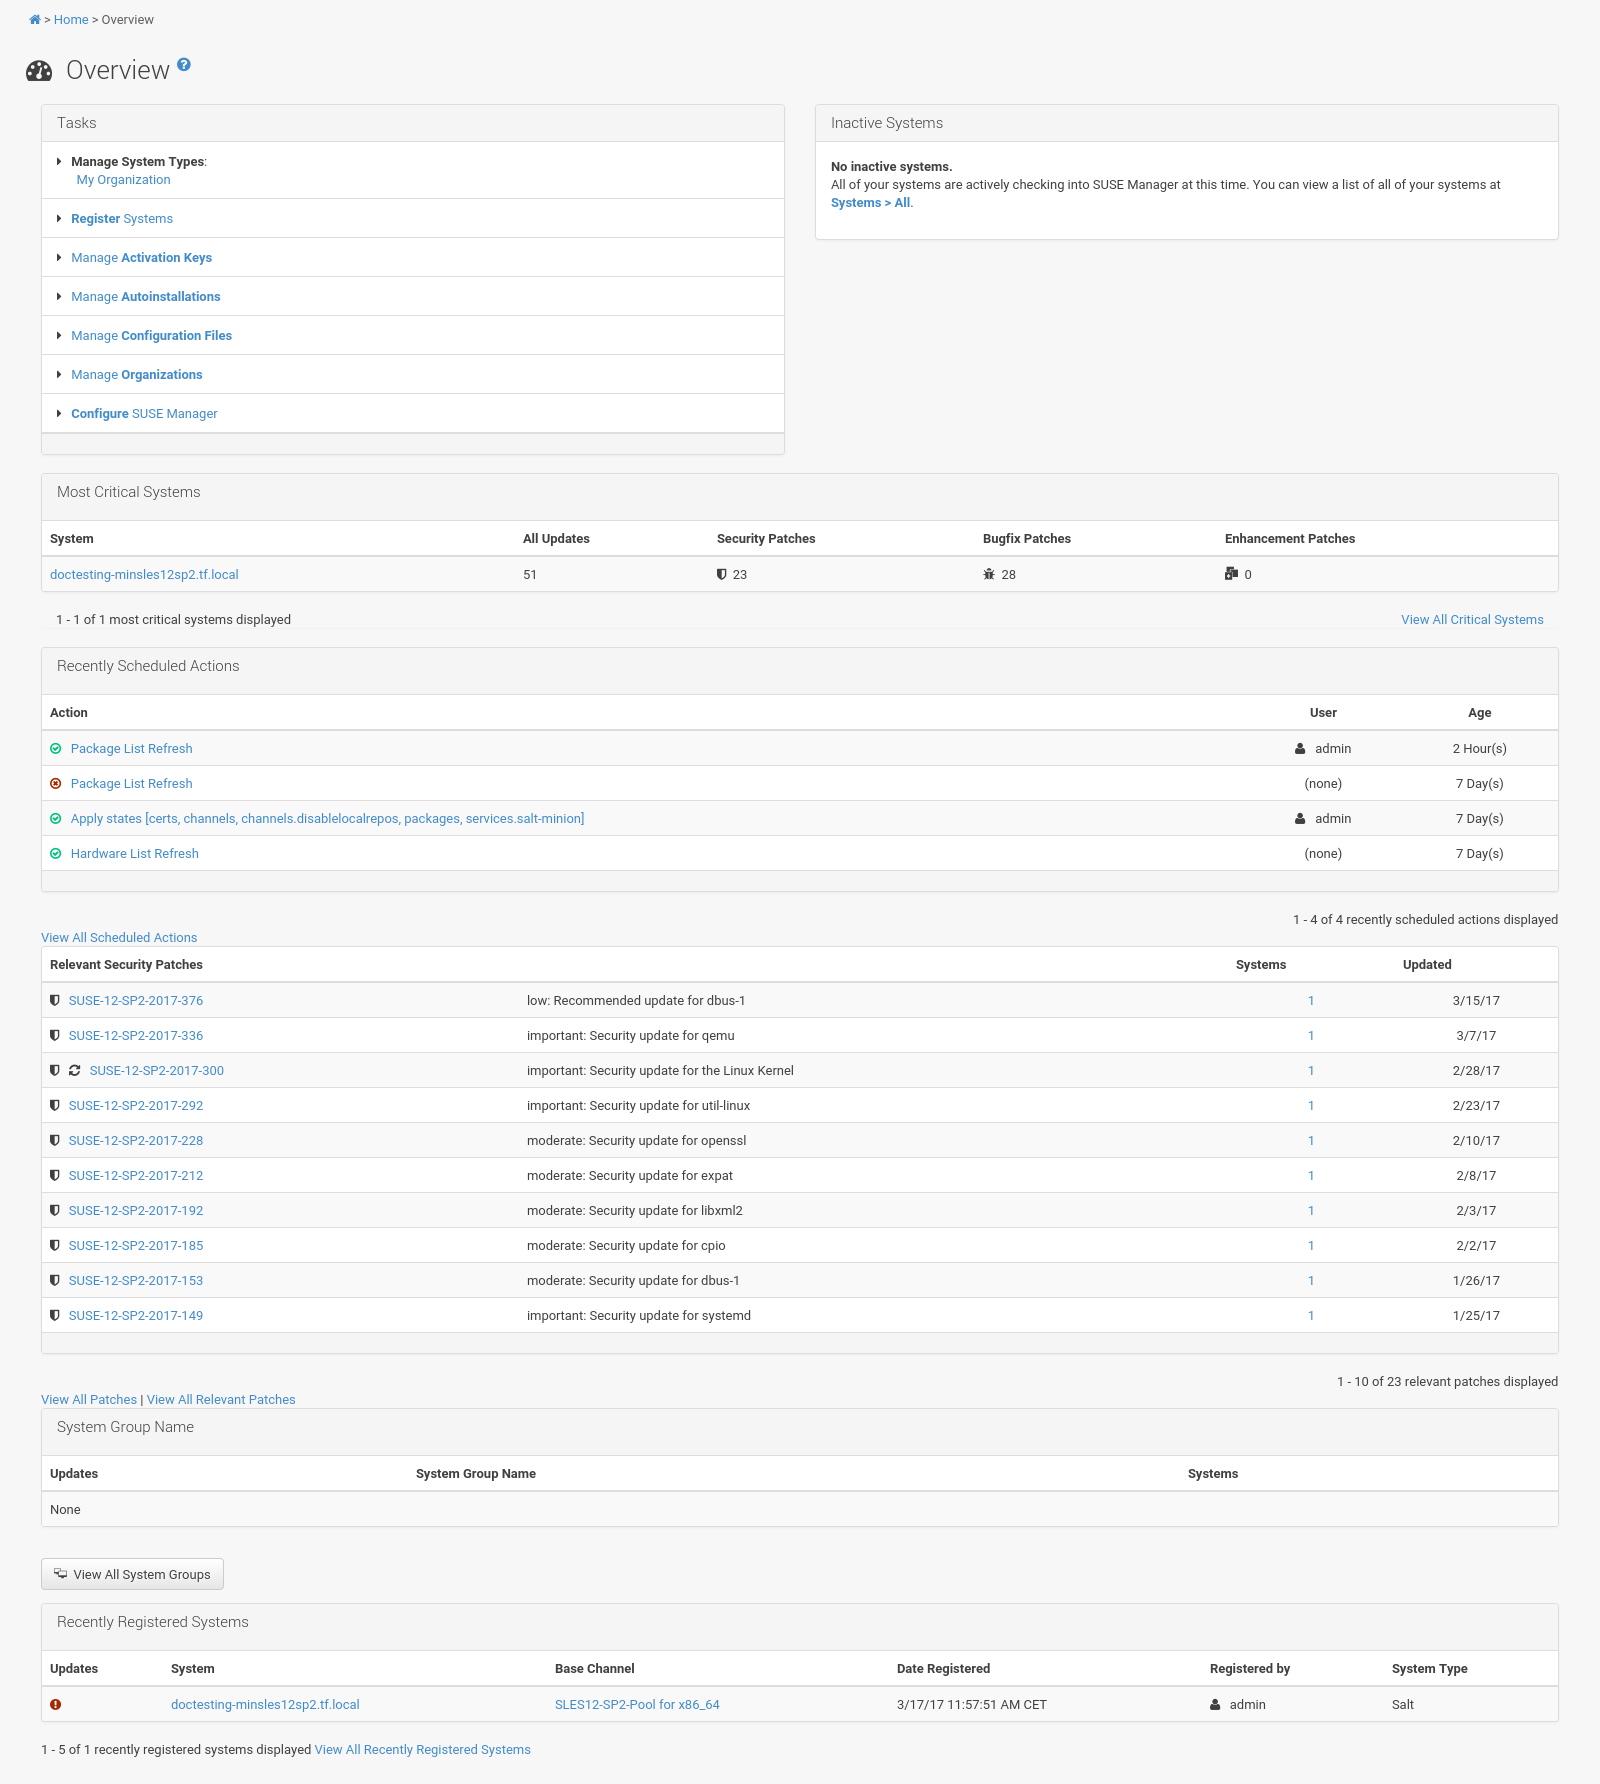 > Home > Overview
Overview
Tasks
Manage System Types:
My Organization
Register Systems
Manage Activation Keys
Manage Autoinstallations
Manage Configuration Files
Manage Organizations
Configure SUSE Manager
Inactive Systems
No inactive systems.
All of your systems are actively checking into SUSE Manager at this time. You can view a list of all of your systems at
Systems > All.
Most Critical Systems
System All Updates Security Patches Bugfix Patches Enhancement Patches
doctesting-minsles12sp2.tf.local 51 23 28 0
1 - 1 of 1 most critical systems displayed View All Critical Systems
Recently Scheduled Actions
Action User Age
Package List Refresh admin 2 Hour(s)
Package List Refresh (none) 7 Day(s)
Apply states [certs, channels, channels.disablelocalrepos, packages, services.salt-minion] admin 7 Day(s)
Hardware List Refresh (none) 7 Day(s)
1 - 4 of 4 recently scheduled actions displayed
View All Scheduled Actions
Relevant Security Patches Systems Updated
SUSE-12-SP2-2017-376 low: Recommended update for dbus-1 1 3/15/17
SUSE-12-SP2-2017-336 important: Security update for qemu 1 3/7/17
SUSE-12-SP2-2017-300 important: Security update for the Linux Kernel 1 2/28/17
SUSE-12-SP2-2017-292 important: Security update for util-linux 1 2/23/17
SUSE-12-SP2-2017-228 moderate: Security update for openssl 1 2/10/17
SUSE-12-SP2-2017-212 moderate: Security update for expat 1 2/8/17
SUSE-12-SP2-2017-192 moderate: Security update for libxml2 1 2/3/17
SUSE-12-SP2-2017-185 moderate: Security update for cpio 1 2/2/17
SUSE-12-SP2-2017-153 moderate: Security update for dbus-1 1 1/26/17
SUSE-12-SP2-2017-149 important: Security update for systemd 1 1/25/17
1 - 10 of 23 relevant patches displayed
View All Patches | View All Relevant Patches
System Group Name
Updates System Group Name Systems
None
View All System Groups
Recently Registered Systems
Updates System Base Channel Date Registered Registered by System Type
doctesting-minsles12sp2.tf.local SLES12-SP2-Pool for x86_64 3/17/17 11:57:51 AM CET admin Salt
1 - 5 of 1 recently registered systems displayed View All Recently Registered Systems